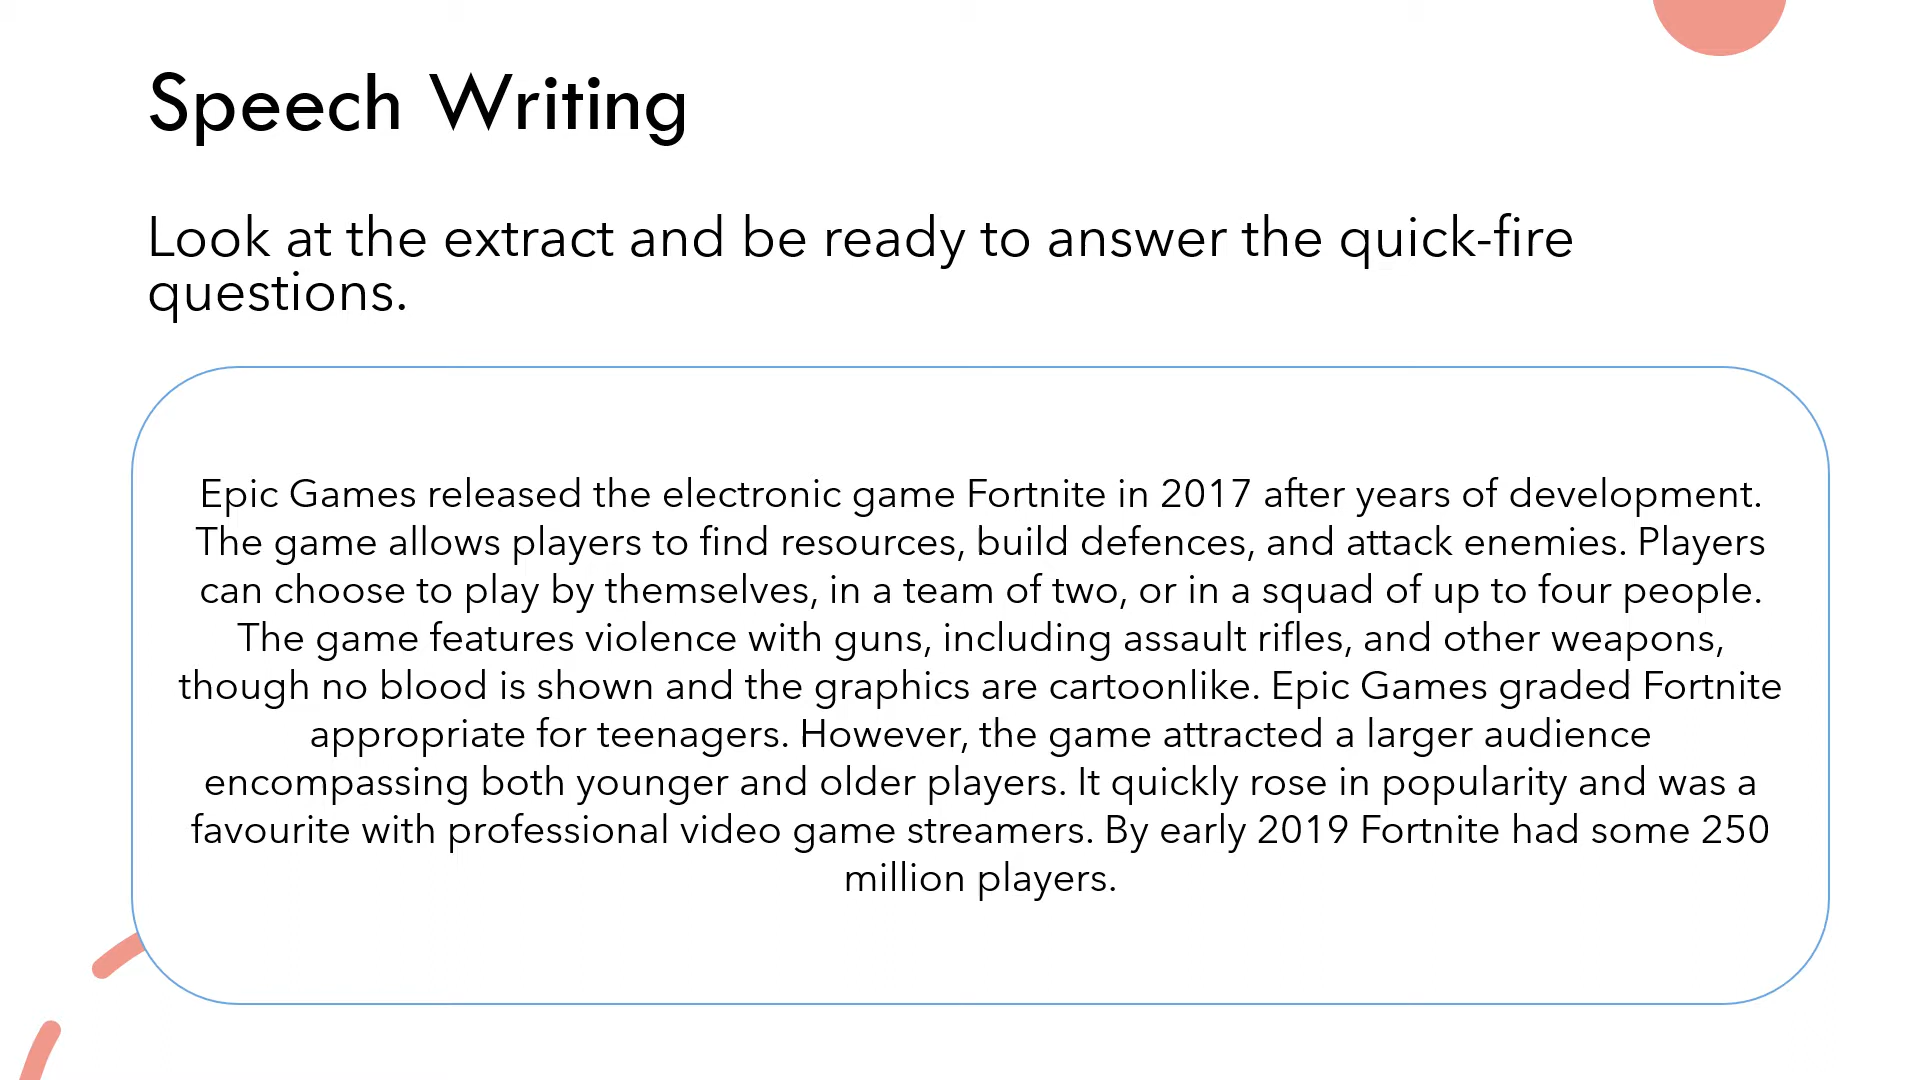 Speech Writing
Look at the extract and be ready to answer the quick-fire
questions.
Epic Games released the electronic game Fortnite in 2017 after years of development.
The game allows players to find resources, build defences, and attack enemies. Players
can choose to play by themselves, in a team of two, or in a squad of up to four people.
The game features violence with guns, including assault rifles, and other weapons,
though no blood is shown and the graphics are cartoonlike. Epic Games graded Fortnite
appropriate for teenagers. However, the game attracted a larger audience
encompassing both younger and older players. It quickly rose in popularity and was a
favourite with professional video game streamers. By early 2019 Fortnite had some 250
million players.